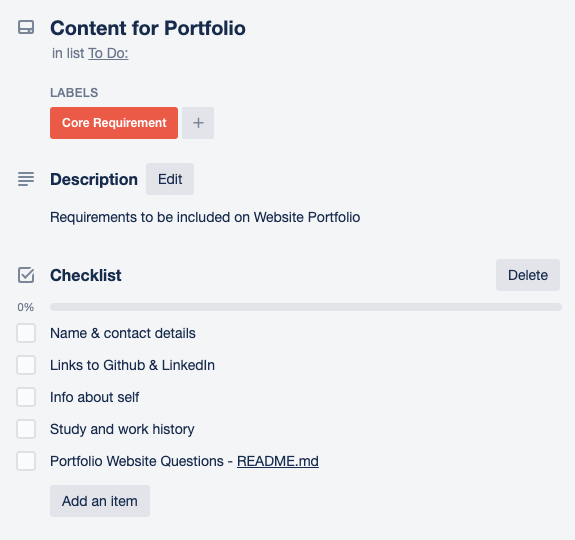 Content for Portfolio
in list To Do:
LABELS
Core Requirement +
Description Edit
Requirements to be included on Website Portfolio
Checklist Delete
0%
Name & contact details
Links to Github & LinkedIn
Info about self
Study and work history
Portfolio Website Questions - README.md
Add an item